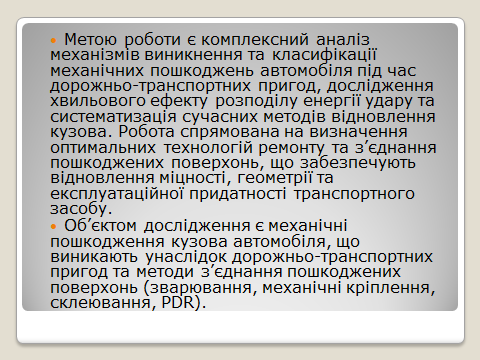 Метою роботи є комплексний аналіз
механізмів виникнення та класифікації
механічних пошкоджень автомобіля під час
дорожньо-транспортних пригод, дослідження
хвильового ефекту розподілу енергії удару та
систематизація сучасних методів відновлення
кузова. Робота спрямована на визначення
оптимальних технологій ремонту та з’єднання
пошкоджених поверхонь, що забезпечують
відновлення міцності, геометрії та
експлуатаційної придатності транспортного
засобу.
Об’єктом дослідження є механічні
пошкодження кузова автомобіля, що
виникають унаслідок дорожньо-транспортних
пригод та методи з’єднання пошкоджених
поверхонь (зварювання, механічні кріплення,
склеювання, PDR).